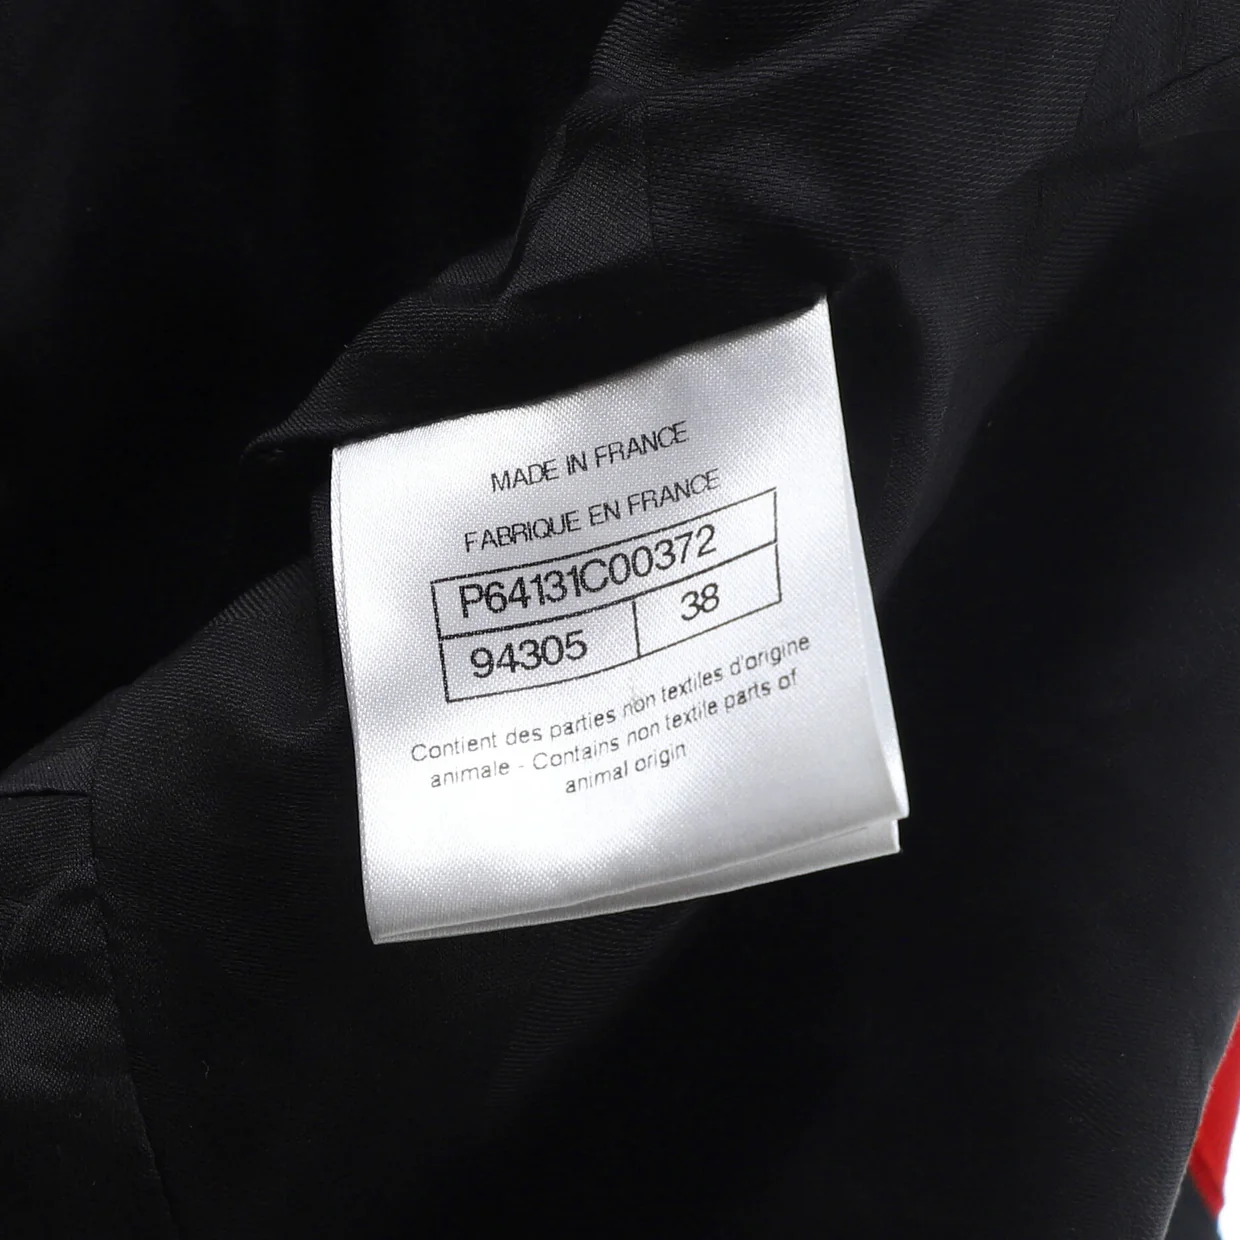 MADE IN FRANCE
FABRIQUE EN FRANCE
P64131C00372
94305 38
Contient des parties non textiles d'origine
animale - Contains non textile parts of
animal origin